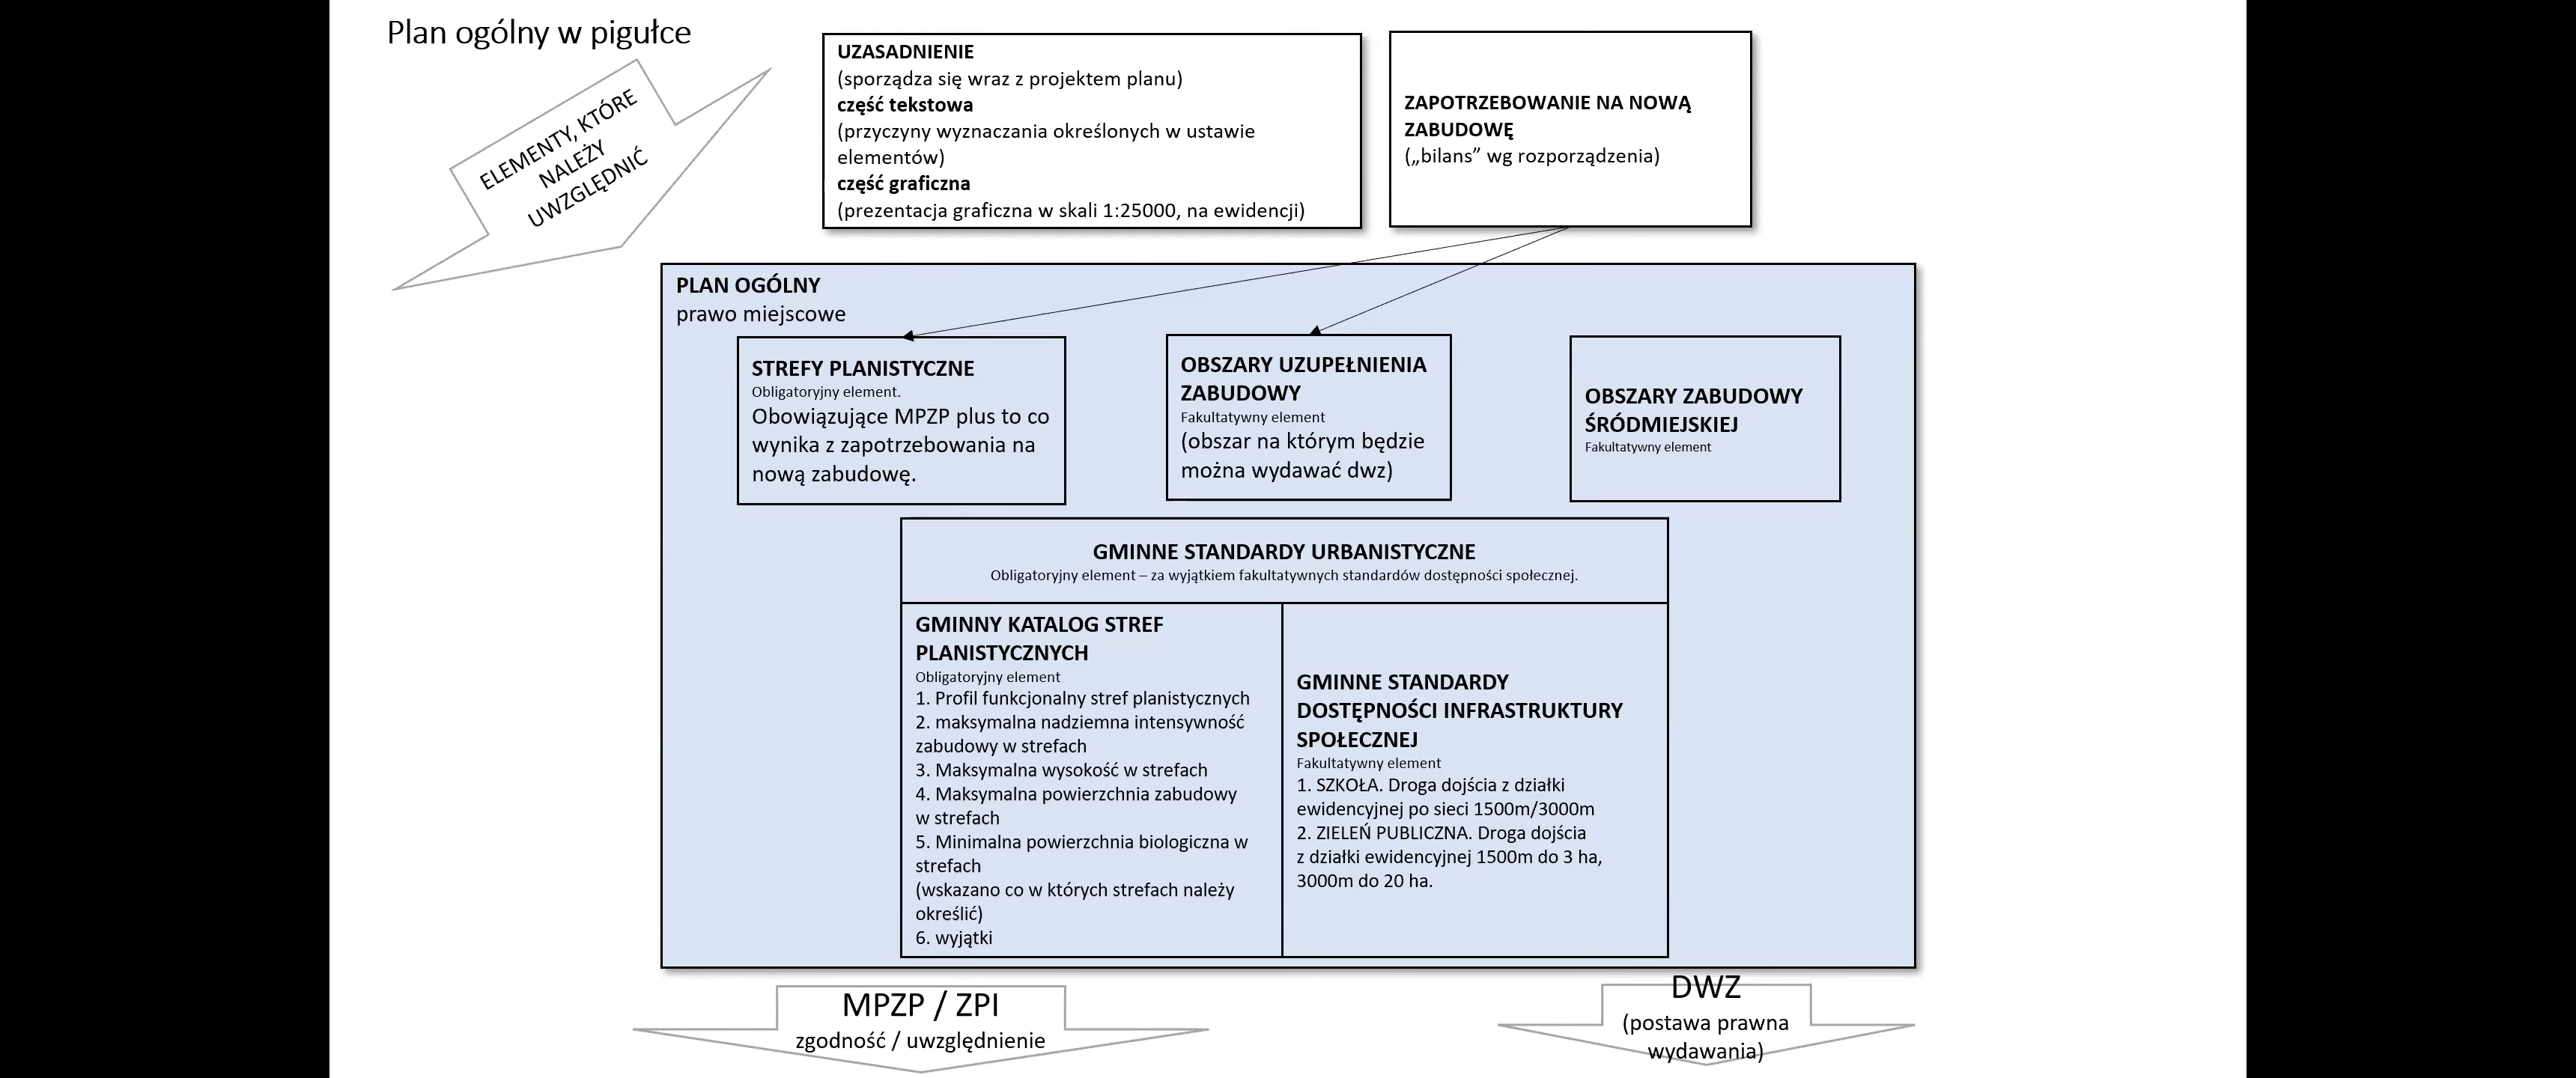 Plan ogólny w pigułce
ELEMENTY, KTÓRE
NALEŻY
UWZGLĘDNIĆ
UZASADNIENIE
(sporządza się wraz z projektem planu)
część tekstowa
(przyczyny wyznaczania określonych w ustawie
elementów)
część graficzna
(prezentacja graficzna w skali 1:25000, na ewidencji)
ZAPOTRZEBOWANIE NA NOWĄ
ZABUDOWĘ
(„bilans” wg rozporządzenia)
PLAN OGÓLNY
prawo miejscowe
STREFY PLANISTYCZNE
Obligatoryjny element.
Obowiązujące MPZP plus to co
wynika z zapotrzebowania na
nową zabudowę.
OBSZARY UZUPEŁNIENIA
ZABUDOWY
Fakultatywny element
(obszar na którym będzie
można wydawać dwz)
OBSZARY ZABUDOWY
ŚRÓDMIEJSKIEJ
Fakultatywny element
GMINNE STANDARDY URBANISTYCZNE
Obligatoryjny element – za wyjątkiem fakultatywnych standardów dostępności społecznej.
GMINNY KATALOG STREF
PLANISTYCZNYCH
Obligatoryjny element
1. Profil funkcjonalny stref planistycznych
2. maksymalna nadziemna intensywność
zabudowy w strefach
3. Maksymalna wysokość w strefach
4. Maksymalna powierzchnia zabudowy
w strefach
5. Minimalna powierzchnia biologiczna w
strefach
(wskazano co w których strefach należy
określić)
6. wyjątki
GMINNE STANDARDY
DOSTĘPNOŚCI INFRASTRUKTURY
SPOŁECZNEJ
Fakultatywny element
1. SZKOŁA. Droga dojścia z działki
ewidencyjnej po sieci 1500m/3000m
2. ZIELEŃ PUBLICZNA. Droga dojścia
z działki ewidencyjnej 1500m do 3 ha,
3000m do 20 ha.
MPZP / ZPI
zgodność / uwzględnienie
DWZ
(postawa prawna
wydawania)